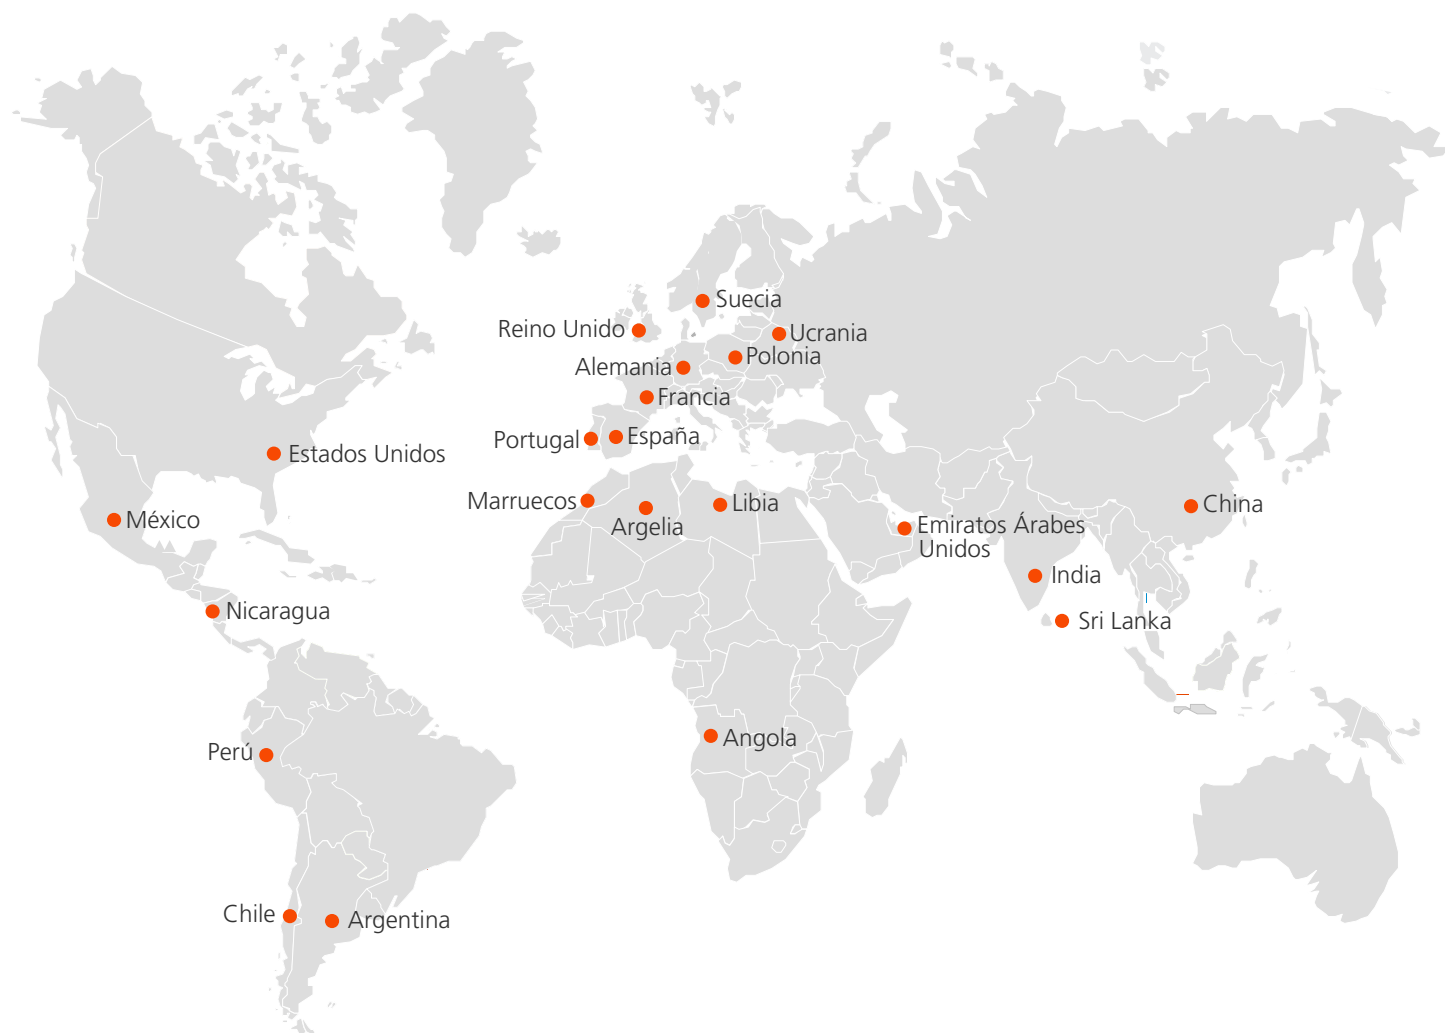 Suecia
Reino Unido
Ucrania
Polonia
Alemania
Francia
Portugal
España
Estados Unidos
Marruecos
Argelia
Libia
China
México
Emiratos Árabes
Unidos
India
Nicaragua
Sri Lanka
Angola
Perú
Chile
Argentina